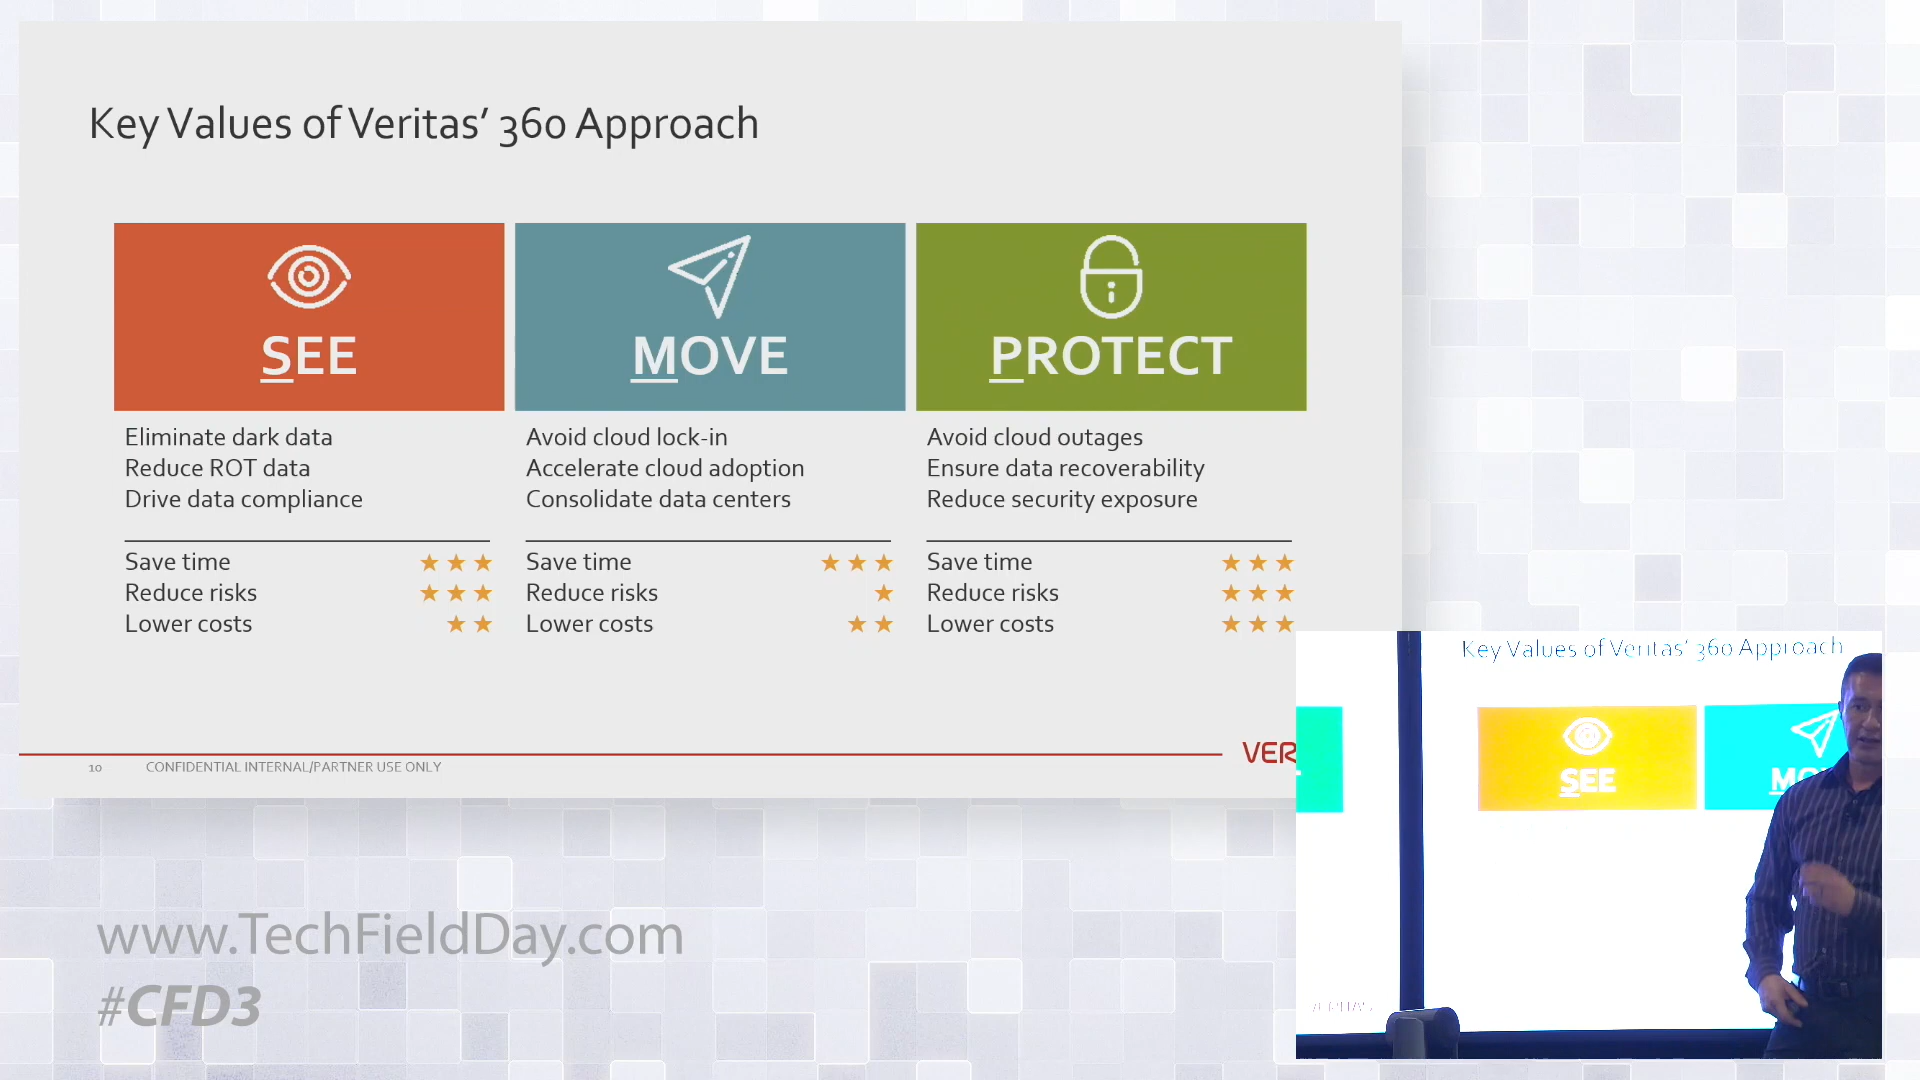 Key Values of Veritas’ 360 Approach
SEE
Eliminate dark data
Reduce ROT data
Drive data compliance
Save time
Reduce risks
Lower costs
MOVE
Avoid cloud lock-in
Accelerate cloud adoption
Consolidate data centers
Save time
Reduce risks
Lower costs
PROTECT
Avoid cloud outages
Ensure data recoverability
Reduce security exposure
Save time
Reduce risks
Lower costs
10 CONFIDENTIAL INTERNAL/PARTNER USE ONLY
VER
Key Values of Veritas’ 360 Approach
SEE
www.TechFieldDay.com
#CFD3